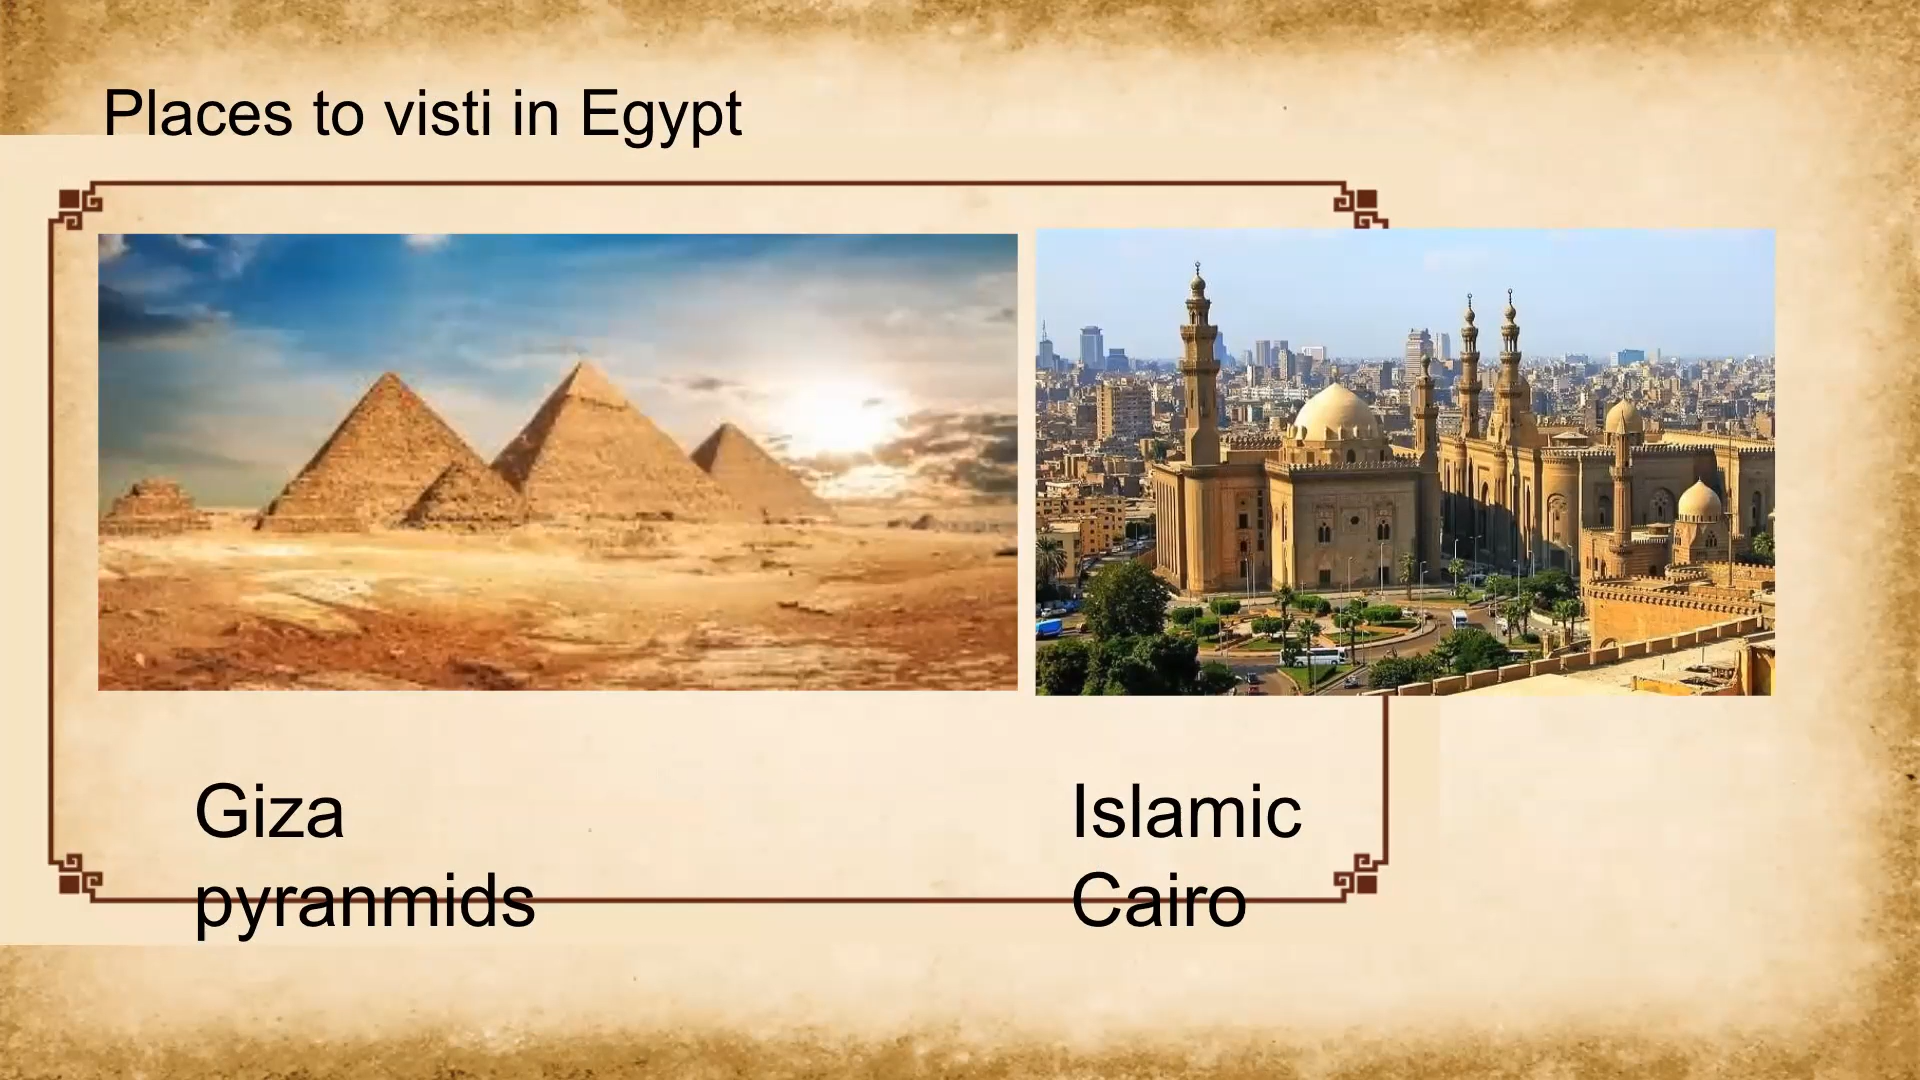 Places to visti in Egypt
Giza
pyranmids
Islamic
Cairo